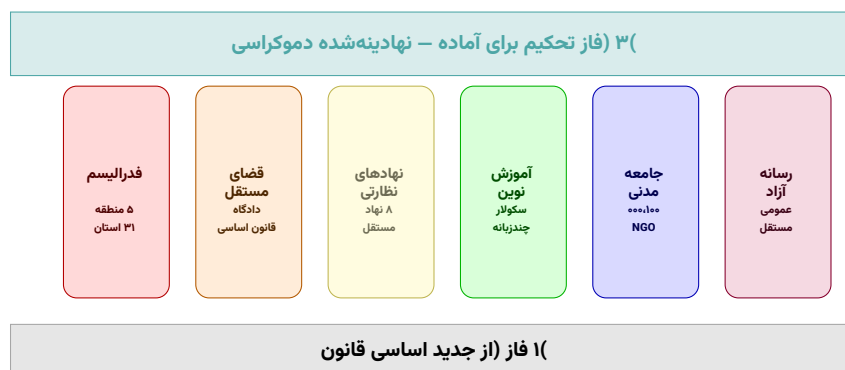 )۳ (فاز تحکیم برای آماده – نهادینه‌شده دموکراسی
رسانه
آزاد
عمومی
مستقل
جامعه
مدنی
۰۰۰،۱۰۰
NGO
آموزش
نوین
سکولار
چندزبانه
نهادهای
نظارتی
۸ نهاد
مستقل
قضای
مستقل
دادگاه
قانون اساسی
فدرالیسم
۵ منطقه
۳۱ استان
)۱ فاز (از جدید اساسی قانون